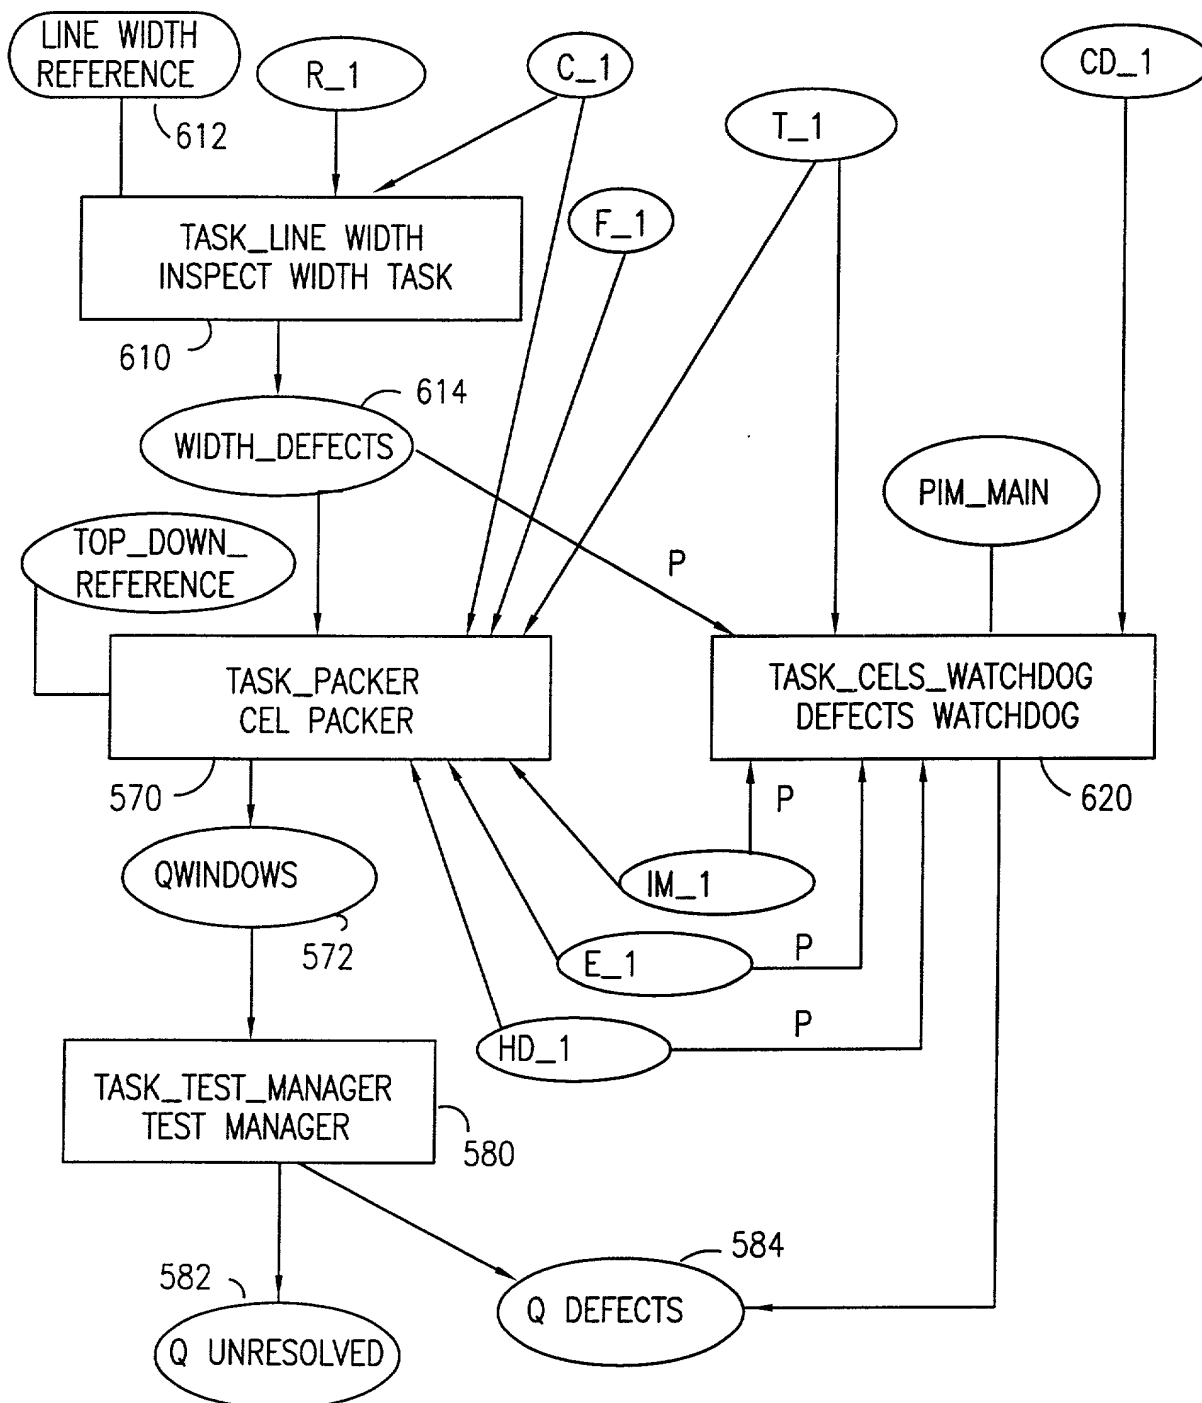 LINE WIDTH
REFERENCE
612
R_1
C_1
T_1
CD_1
F_1
TASK_LINE WIDTH
INSPECT WIDTH TASK
610
614
WIDTH_DEFECTS
PIM_MAIN
TOP_DOWN_
REFERENCE
P
TASK_PACKER
CEL PACKER
570
TASK_CELS_WATCHDOG
DEFECTS WATCHDOG
620
P
QWINDOWS
572
IM_1
E_1
P
HD_1
P
TASK_TEST_MANAGER
TEST MANAGER
580
582
Q UNRESOLVED
584
Q DEFECTS